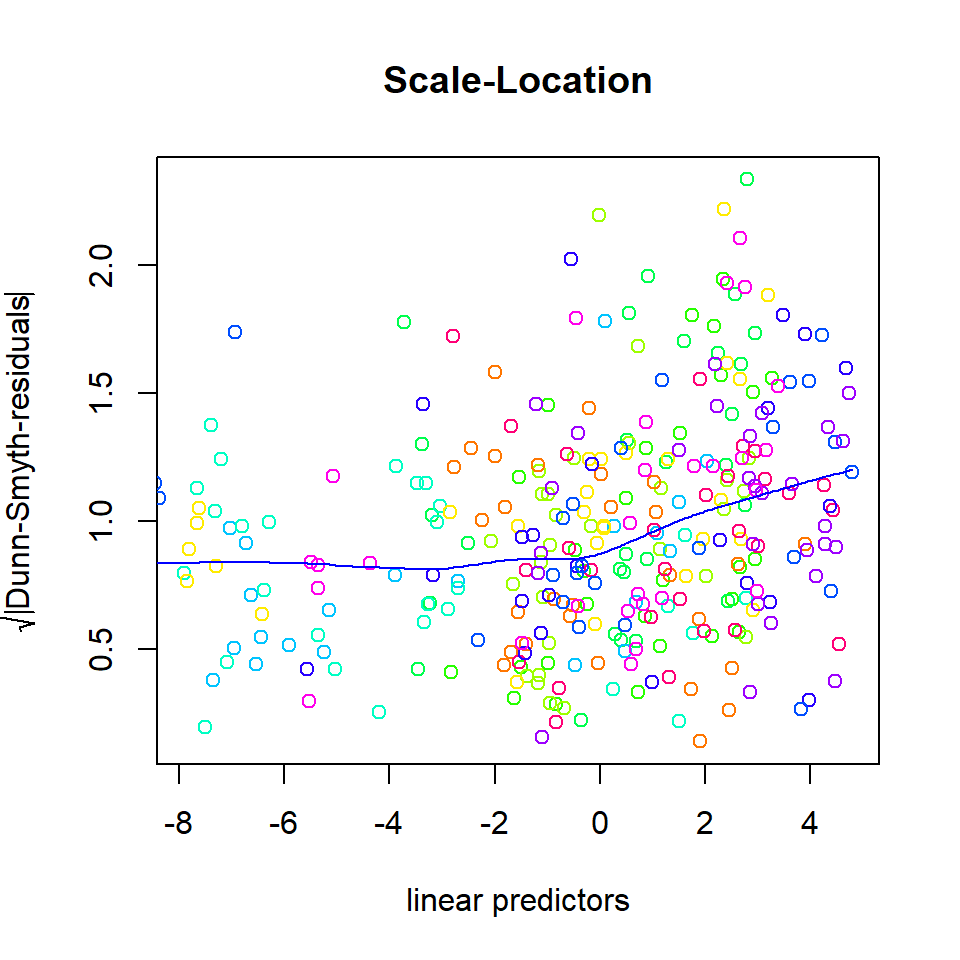 Scale-Location
√|Dunn-Smyth-residuals|
2.0
1.5
1.0
0.5
-8 -6 -4 -2 0 2 4
linear predictors